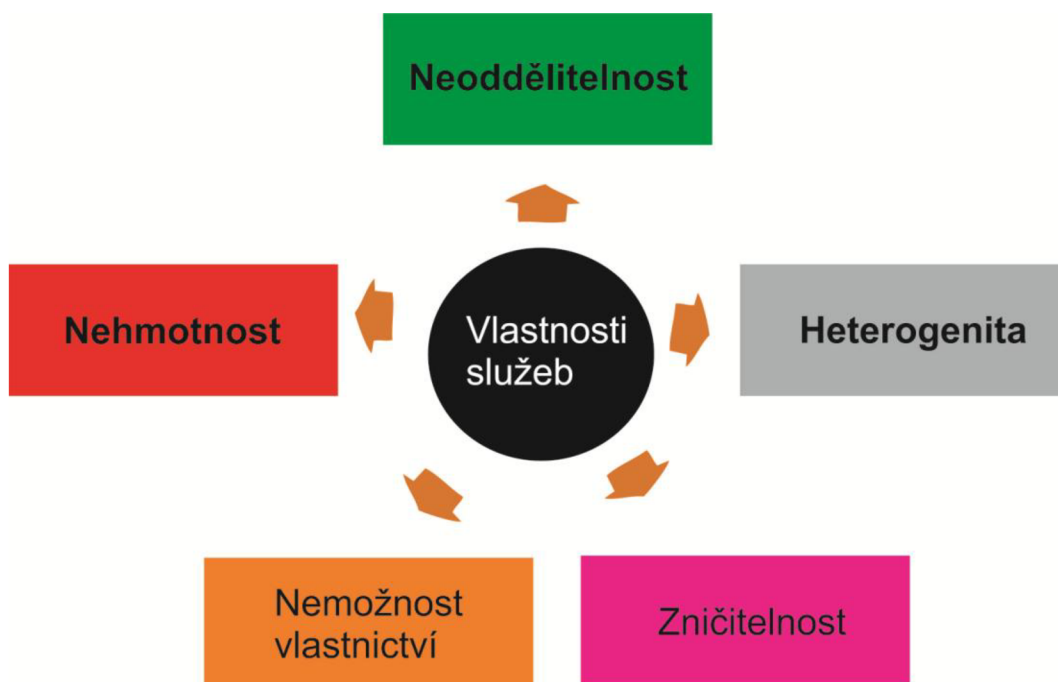 Neoddělitelnost
Nehmotnost
Vlastnosti
služeb
Heterogenita
Nemožnost
vlastnictví
Zničitelnost